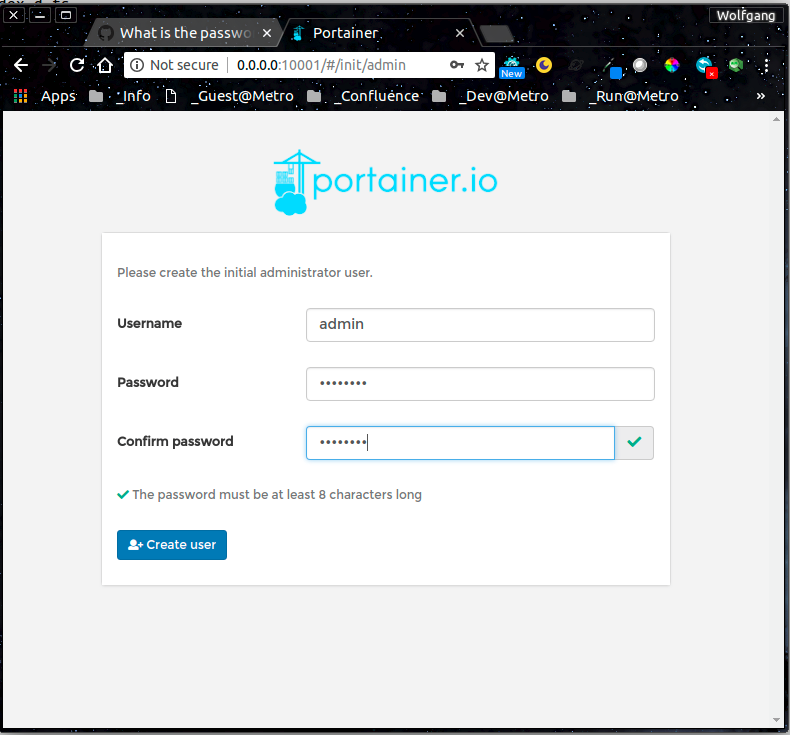 Wolfgang
What is the passwo
Portainer
Not secure
0.0.0.0:10001/#/init/admin
New
Apps
_Info
_Guest@Metro
_Confluence
_Dev@Metro
_Run@Metro
»
portainer.io
Please create the initial administrator user.
Username
admin
Password
••••••••
Confirm password
••••••••
The password must be at least 8 characters long
Create user